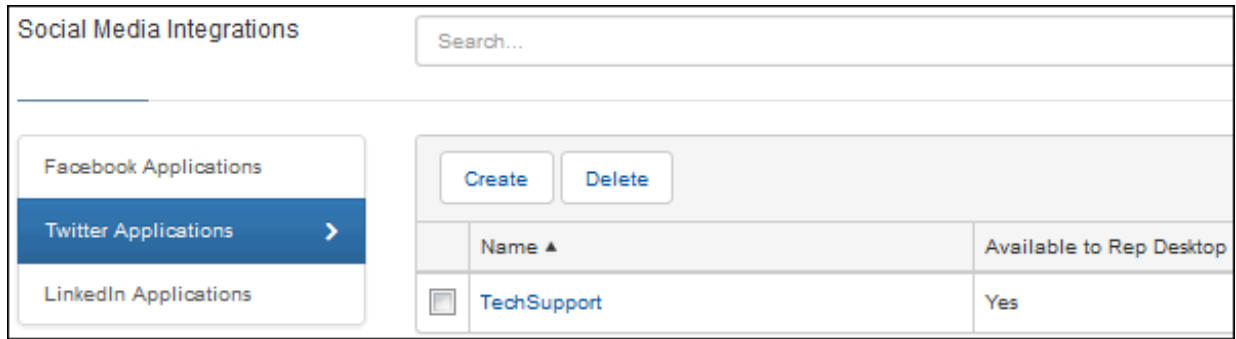 Social Media Integrations
Search...
Facebook Applications
Twitter Applications
LinkedIn Applications
Create Delete
Name Available to Rep Desktop
TechSupport Yes